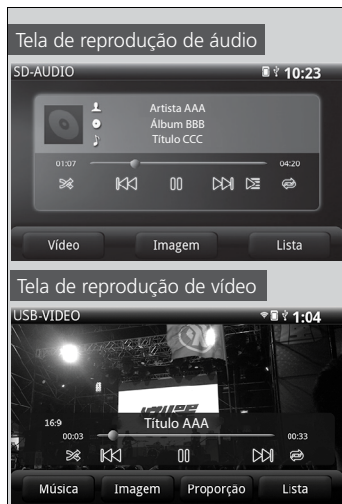 Tela de reprodução de áudio
SD-AUDIO 10:23
Artista AAA
Álbum BBB
Título CCC
01:07 04:20
Vídeo Imagem Lista
Tela de reprodução de vídeo
USB-VIDEO 1:04
16:9 Título AAA
00:03 00:33
Música Imagem Proporção Lista